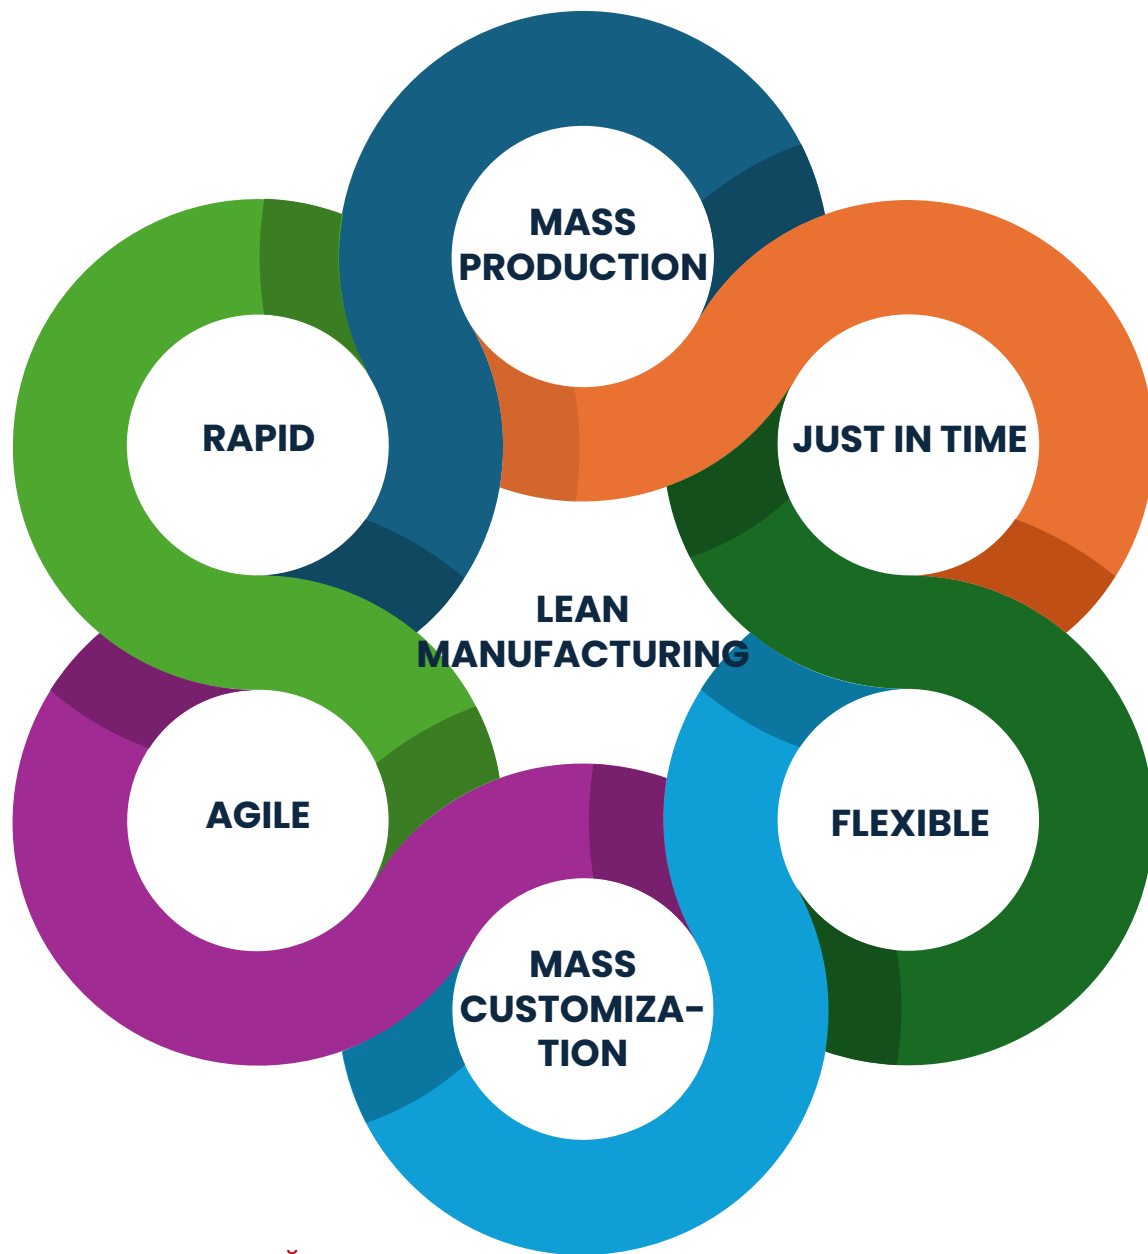 MASS
PRODUCTION
RAPID
JUST IN TIME
LEAN
MANUFACTURING
AGILE
FLEXIBLE
MASS
CUSTOMIZA-
TION